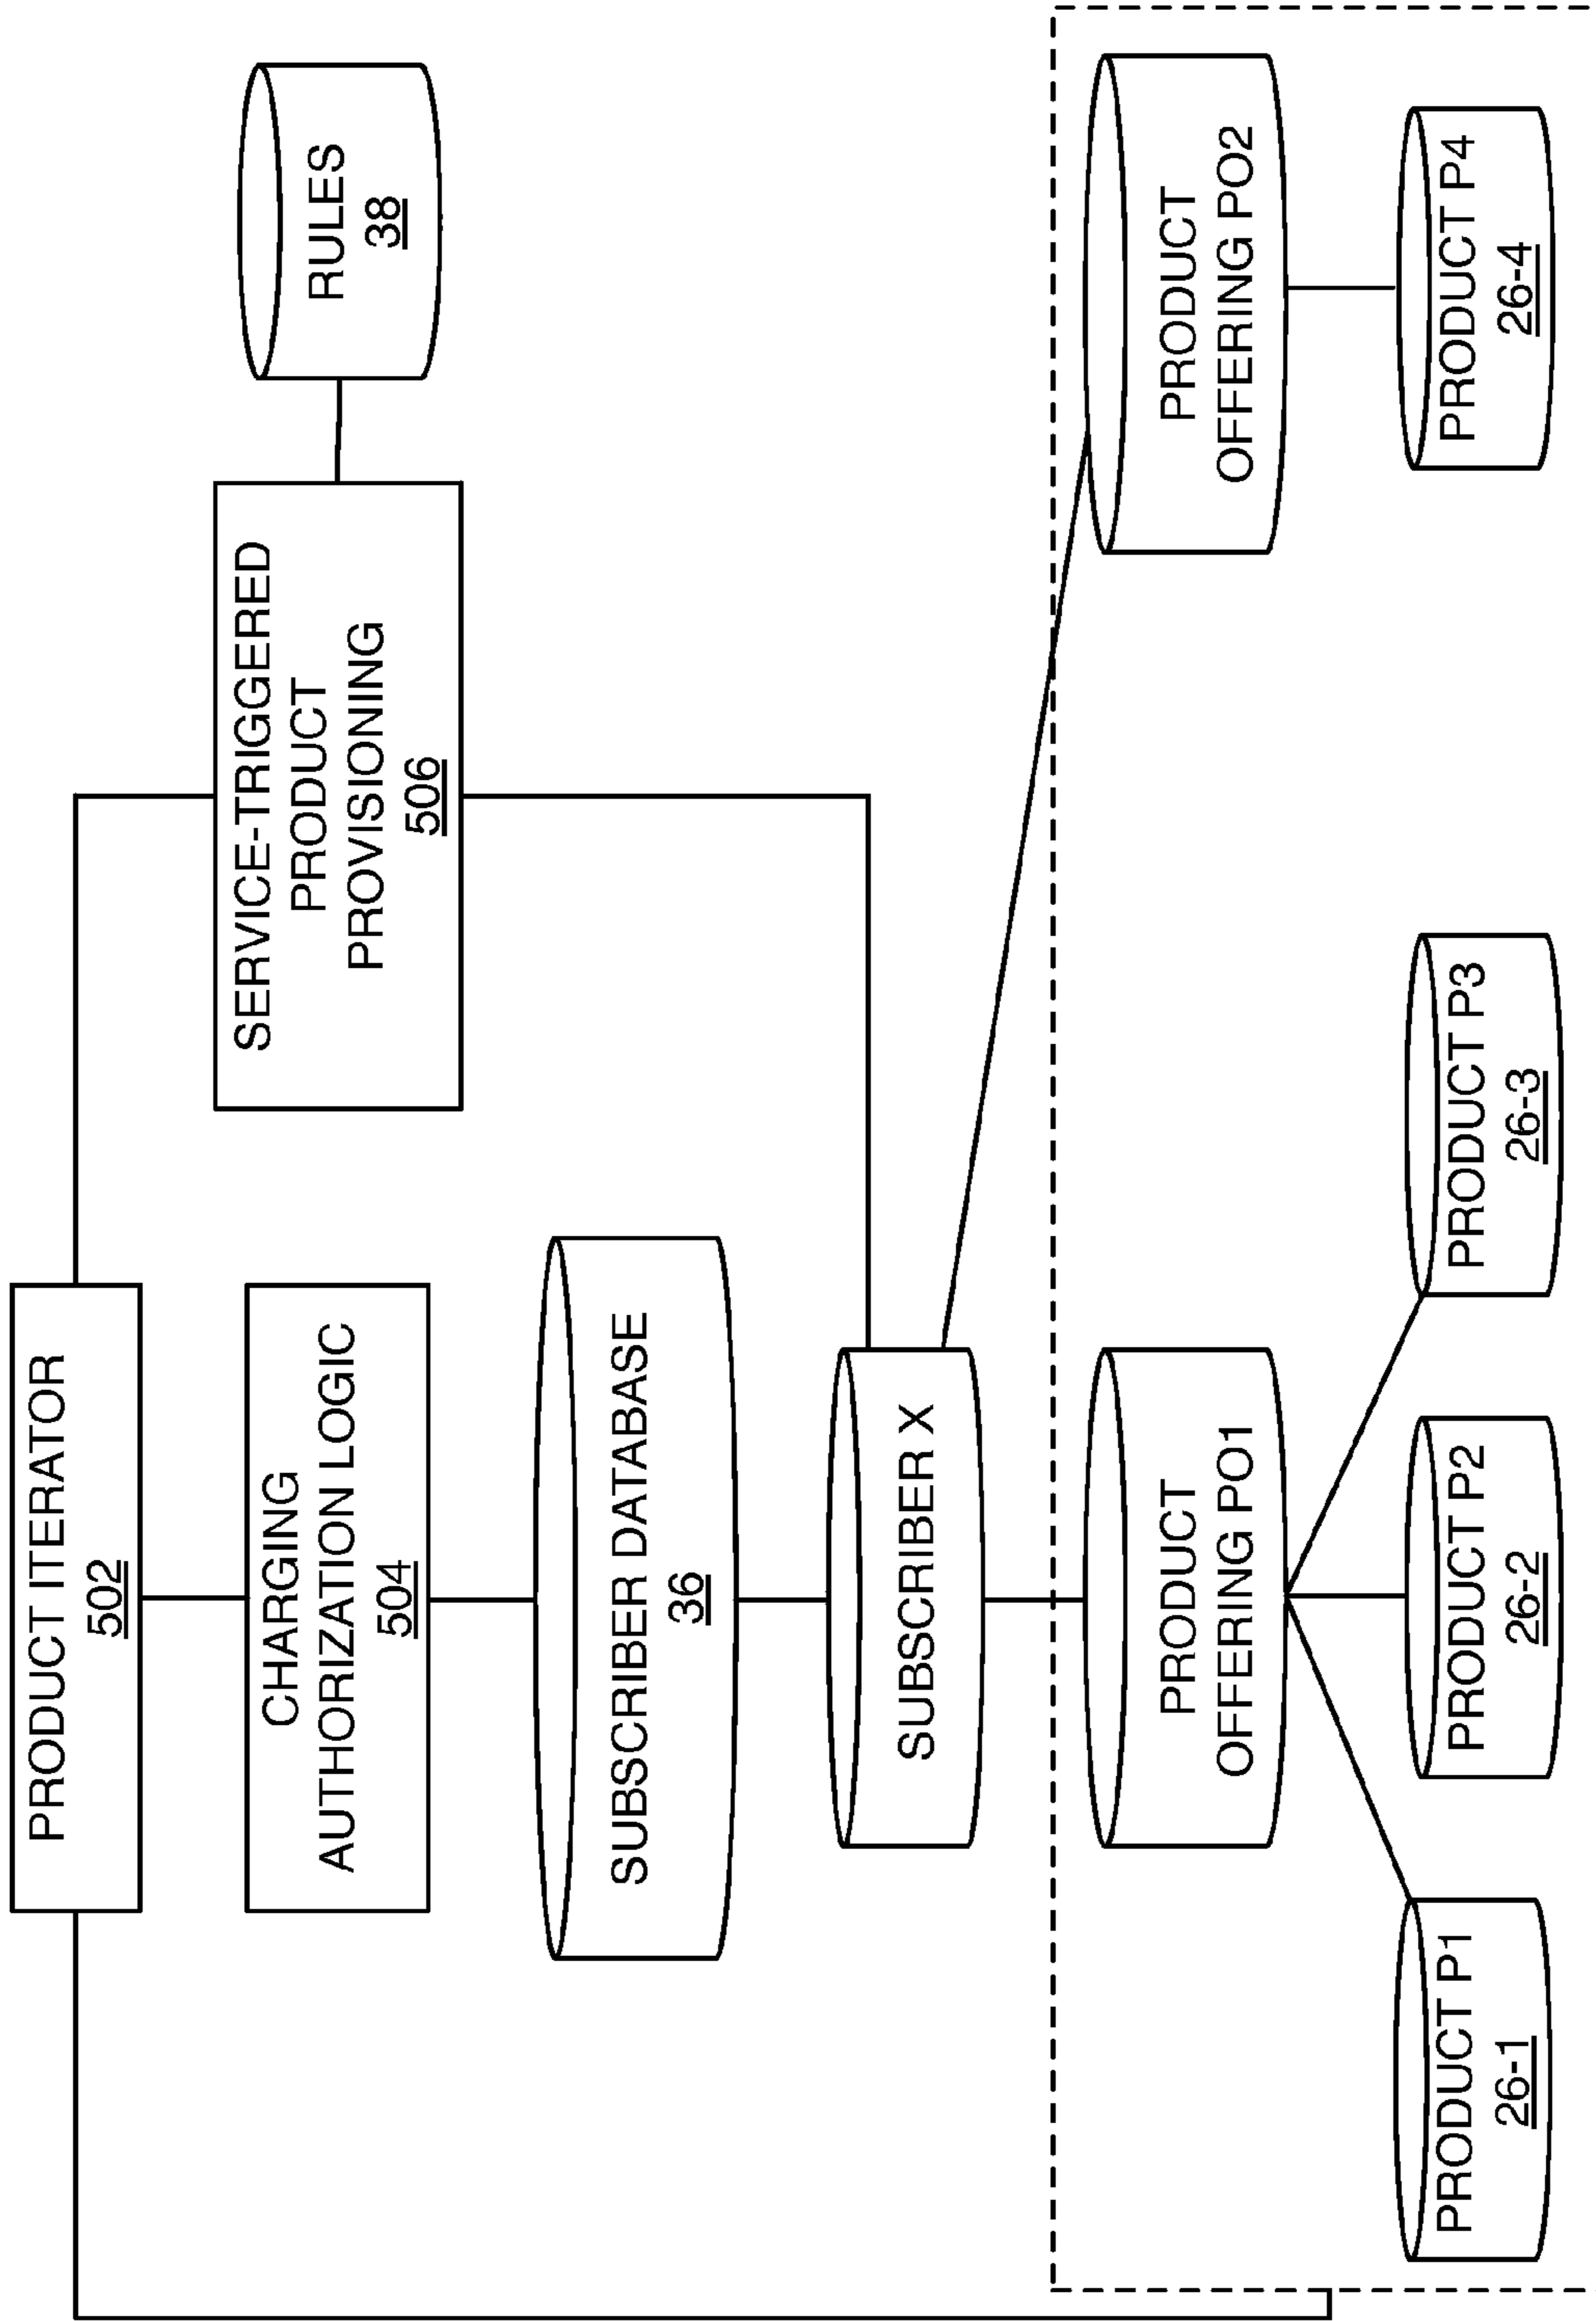 PRODUCT ITERATOR
502
CHARGING
AUTHORIZATION LOGIC
504
SERVICE-TRIGGERED
PRODUCT
PROVISIONING
506
RULES
38
SUBSCRIBER DATABASE
36
SUBSCRIBER X
PRODUCT
OFFERING PO1
PRODUCT
OFFERING PO2
PRODUCT P1
26-1
PRODUCT P2
26-2
PRODUCT P3
26-3
PRODUCT P4
26-4